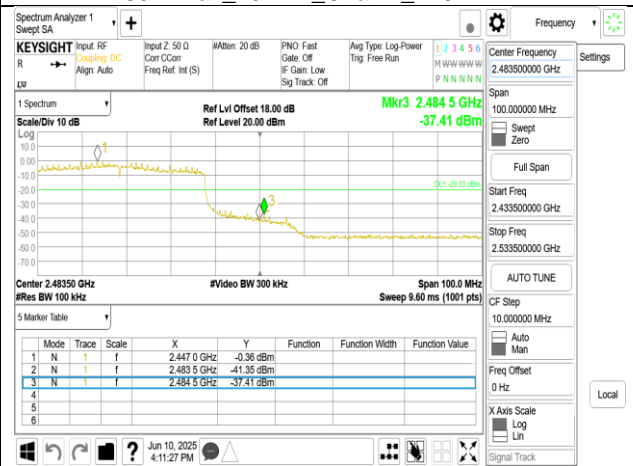 Spectrum Analyzer 1
Swept SA
Frequency
Settings
KEYSIGHT
R
LXI
Input: RF
Coupling: DC
Align: Auto
Input Z: 50 Ω
Corr CCorr
Freq Ref: Int (S)
#Atten: 20 dB
PNO: Fast
Gate: Off
IF Gain: Low
Sig Track: Off
Avg Type: Log-Power
Trig: Free Run
1 2 3 4 5 6
M W W W W W
P N N N N N
1 Spectrum
Scale/Div 10 dB
Ref Lvl Offset 18.00 dB
Ref Level 20.00 dBm
Mkr3 2.484 5 GHz
-37.41 dBm
Log
10.0
0.00
-10.0
-20.0
-30.0
-40.0
-50.0
-60.0
-70.0
1
3
DL1 -20.33 dBm
Center 2.48350 GHz
#Res BW 100 kHz
#Video BW 300 kHz
Span 100.0 MHz
Sweep 9.60 ms (1001 pts)
5 Marker Table
Mode Trace Scale X Y Function Function Width Function Value
1 N 1 f 2.447 0 GHz -0.36 dBm
2 N 1 f 2.483 5 GHz -41.35 dBm
3 N 1 f 2.484 5 GHz -37.41 dBm
4
5
6
Jun 10, 2025
4:11:27 PM
Center Frequency
2.483500000 GHz
Span
100.000000 MHz
Swept
Zero
Full Span
Start Freq
2.433500000 GHz
Stop Freq
2.533500000 GHz
AUTO TUNE
CF Step
10.000000 MHz
Auto
Man
Freq Offset
0 Hz
X Axis Scale
Log
Lin
Signal Track
Local